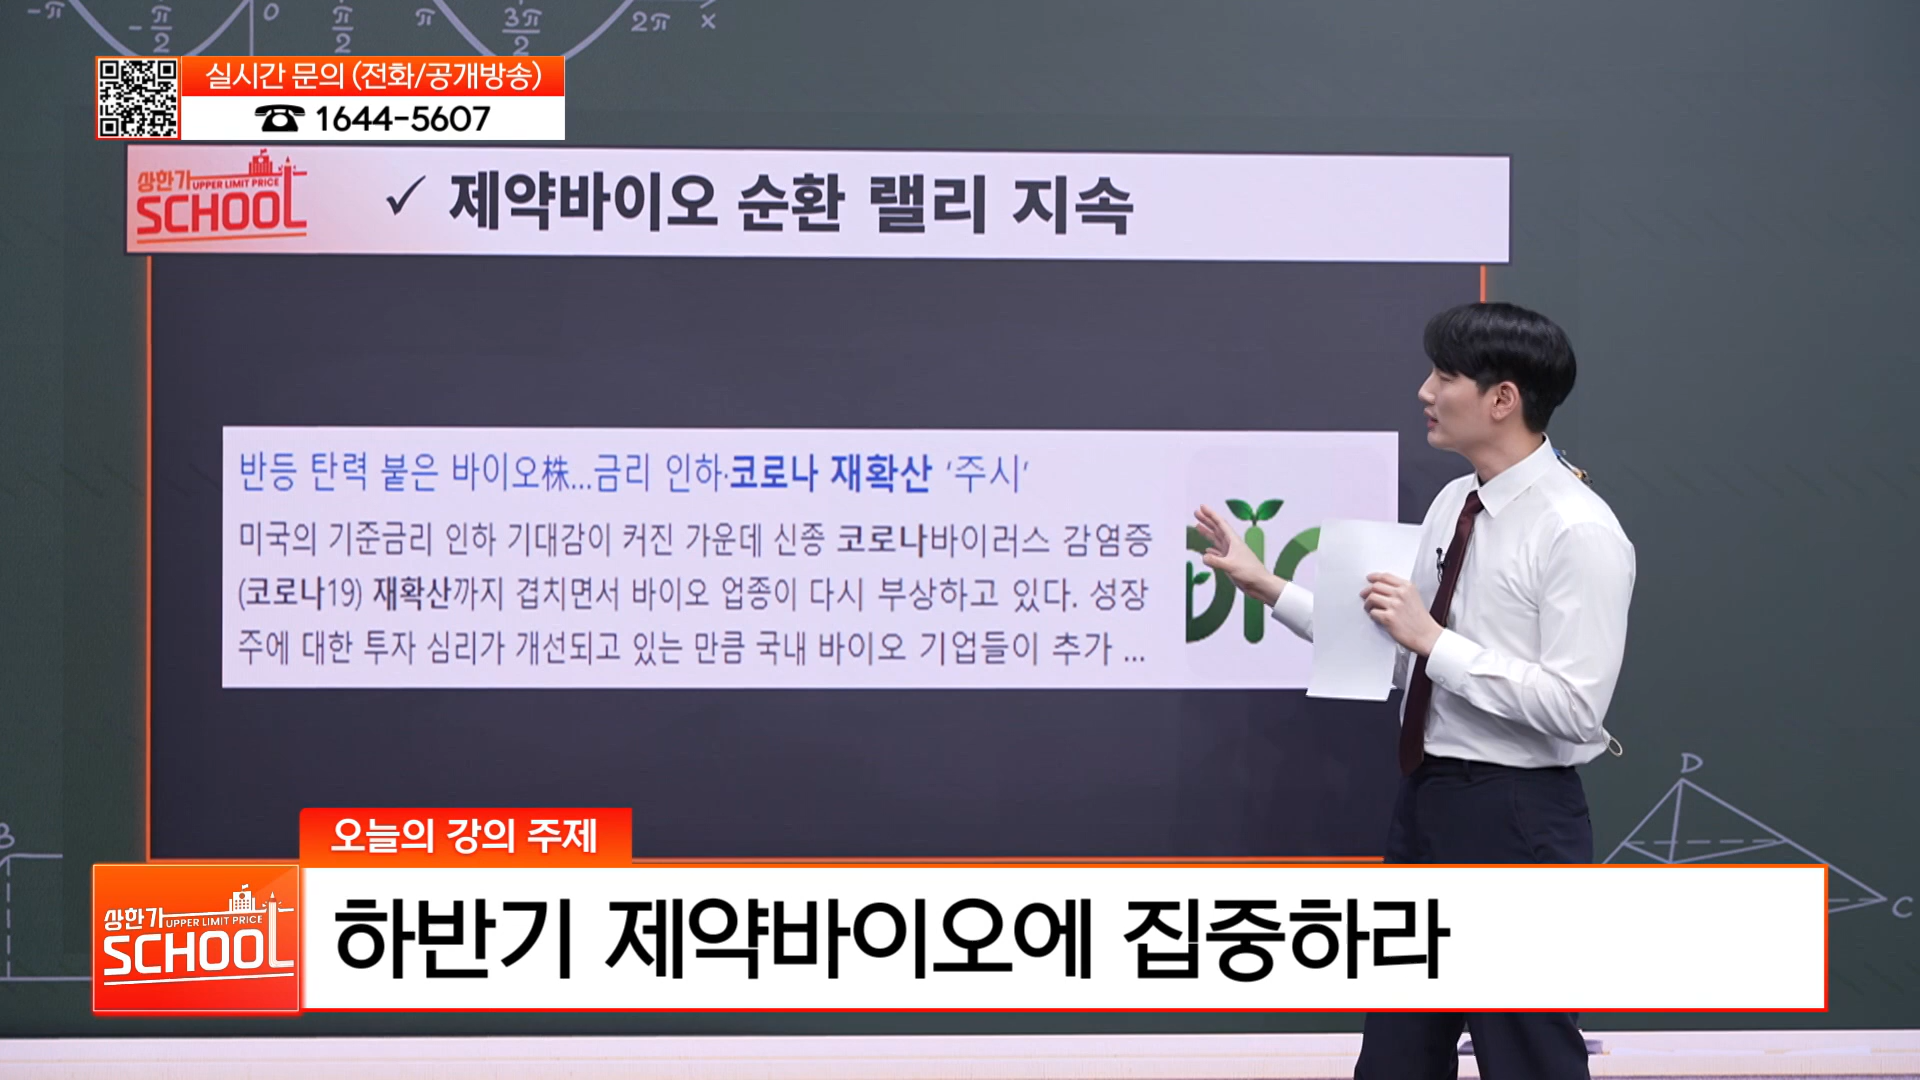 -π
-π/2
0
π/2
π
3π/2
2π
x
실시간 문의 (전화/공개방송)
☎ 1644-5607
상한가 UPPER LIMIT PRICE
SCHOOL
✓ 제약바이오 순환 랠리 지속
반등 탄력 붙은 바이오株...금리 인하·코로나 재확산 ‘주시’
미국의 기준금리 인하 기대감이 커진 가운데 신종 코로나바이러스 감염증
(코로나19) 재확산까지 겹치면서 바이오 업종이 다시 부상하고 있다. 성장
주에 대한 투자 심리가 개선되고 있는 만큼 국내 바이오 기업들이 추가 ...
D
B
C
오늘의 강의 주제
상한가 UPPER LIMIT PRICE
SCHOOL
하반기 제약바이오에 집중하라